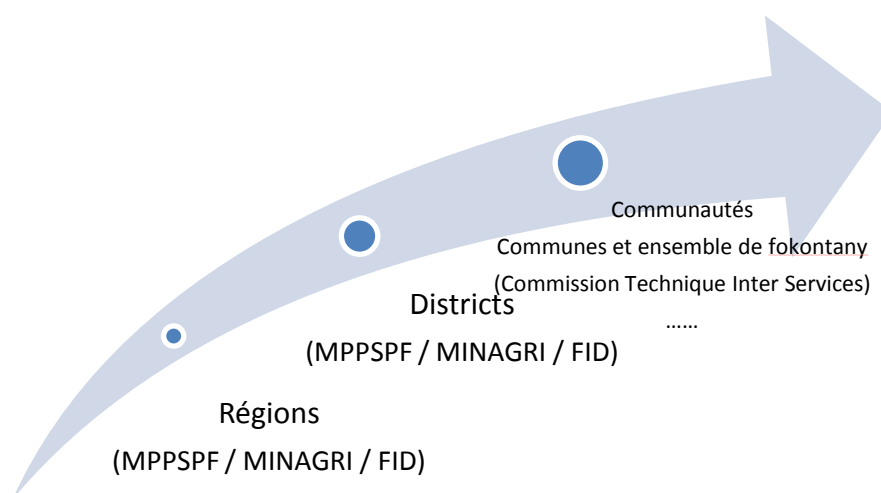 Communautés
Communes et ensemble de fokontany
(Commission Technique Inter Services)
……
Districts
(MPPSPF / MINAGRI / FID)
Régions
(MPPSPF / MINAGRI / FID)